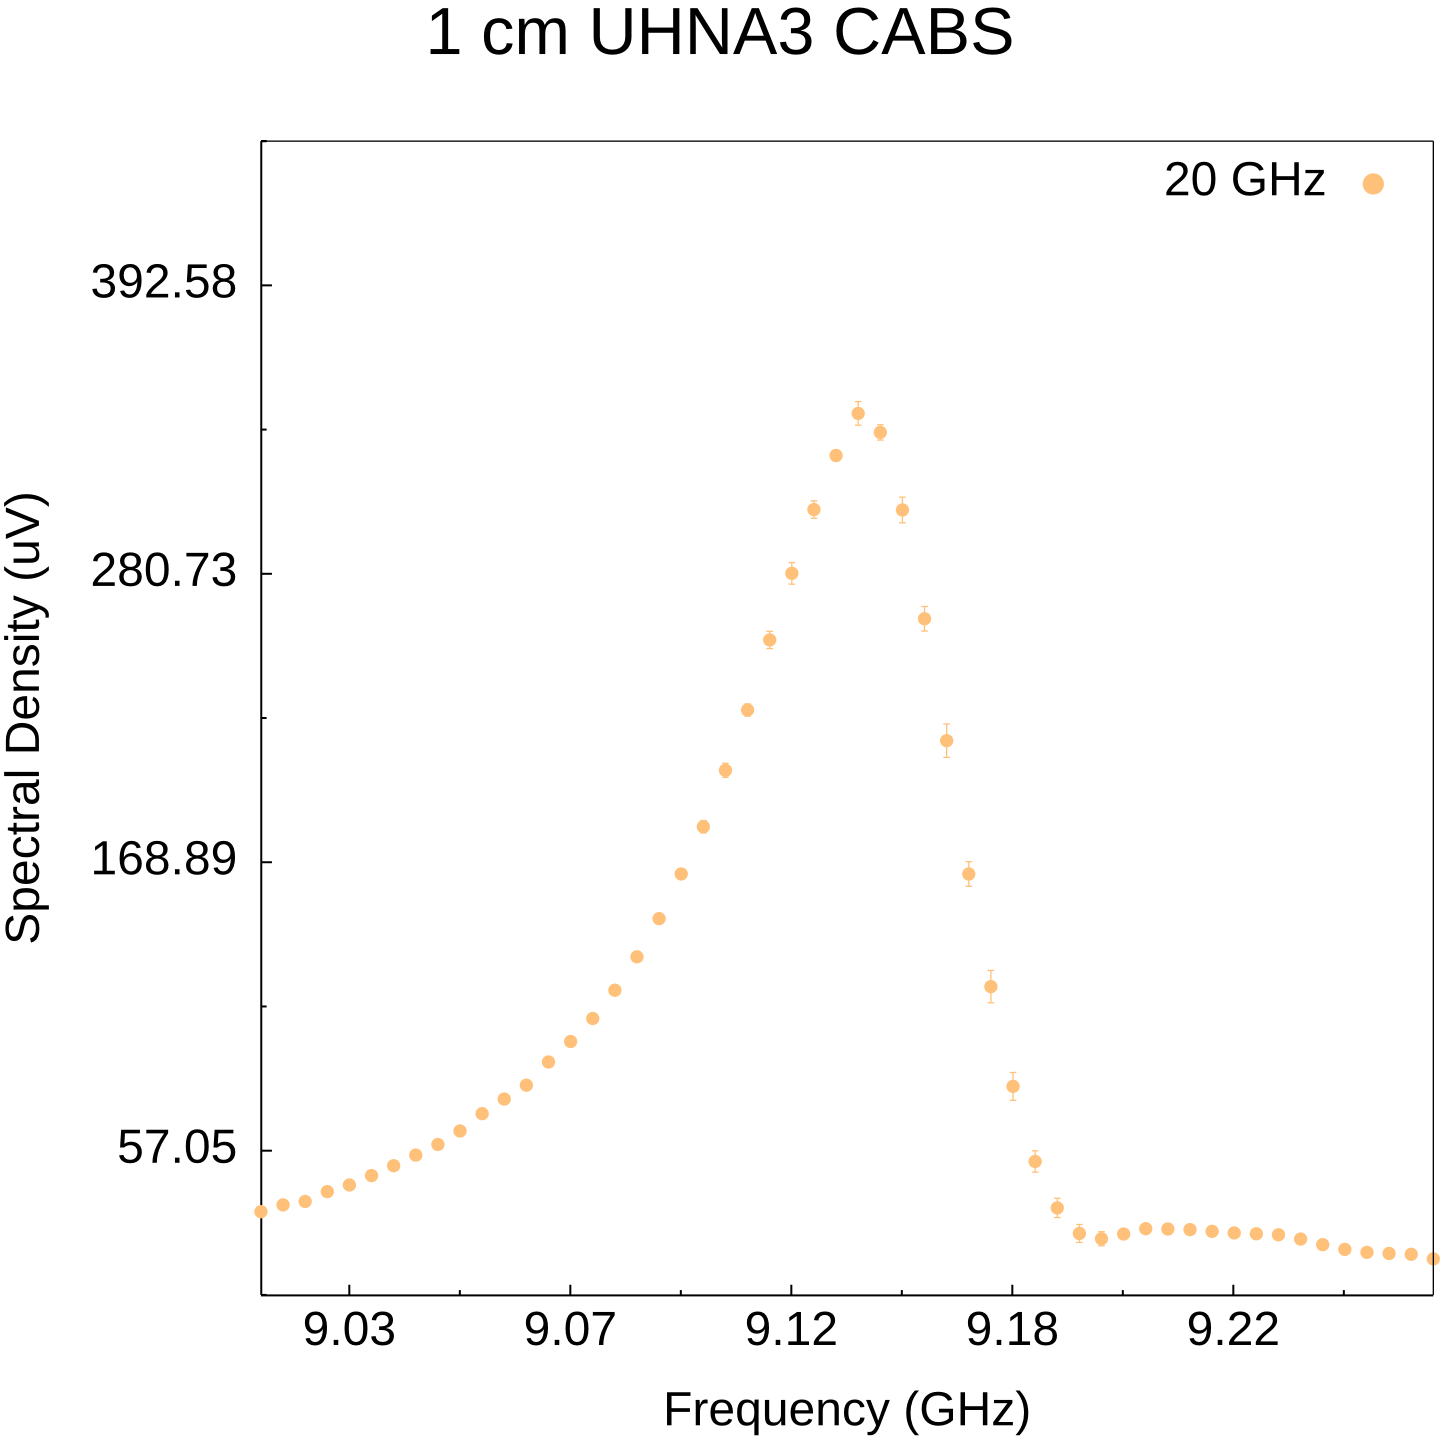 1 cm UHNA3 CABS
20 GHz
392.58
280.73
168.89
57.05
Spectral Density (uV)
9.03 9.07 9.12 9.18 9.22
Frequency (GHz)